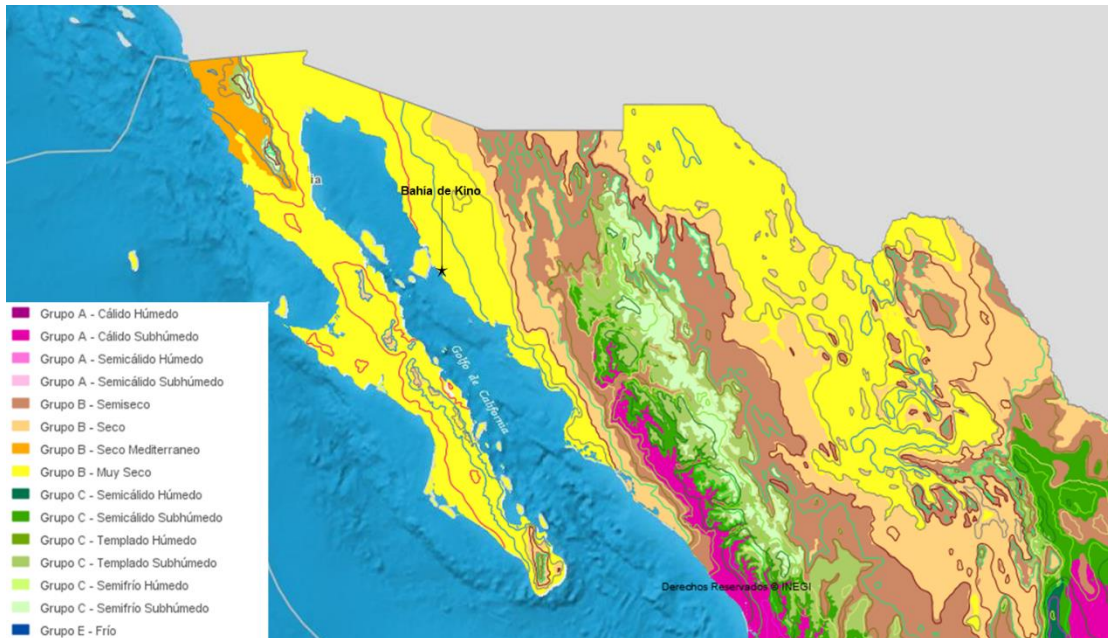 Bahía de Kino
Golfo de California
Grupo A - Cálido Húmedo
Grupo A - Cálido Subhúmedo
Grupo A - Semicálido Húmedo
Grupo A - Semicálido Subhúmedo
Grupo B - Semiseco
Grupo B - Seco
Grupo B - Seco Mediterraneo
Grupo B - Muy Seco
Grupo C - Semicálido Húmedo
Grupo C - Semicálido Subhúmedo
Grupo C - Templado Húmedo
Grupo C - Templado Subhúmedo
Grupo C - Semifrío Húmedo
Grupo C - Semifrío Subhúmedo
Grupo E - Frío
Derechos Reservados © INEGI